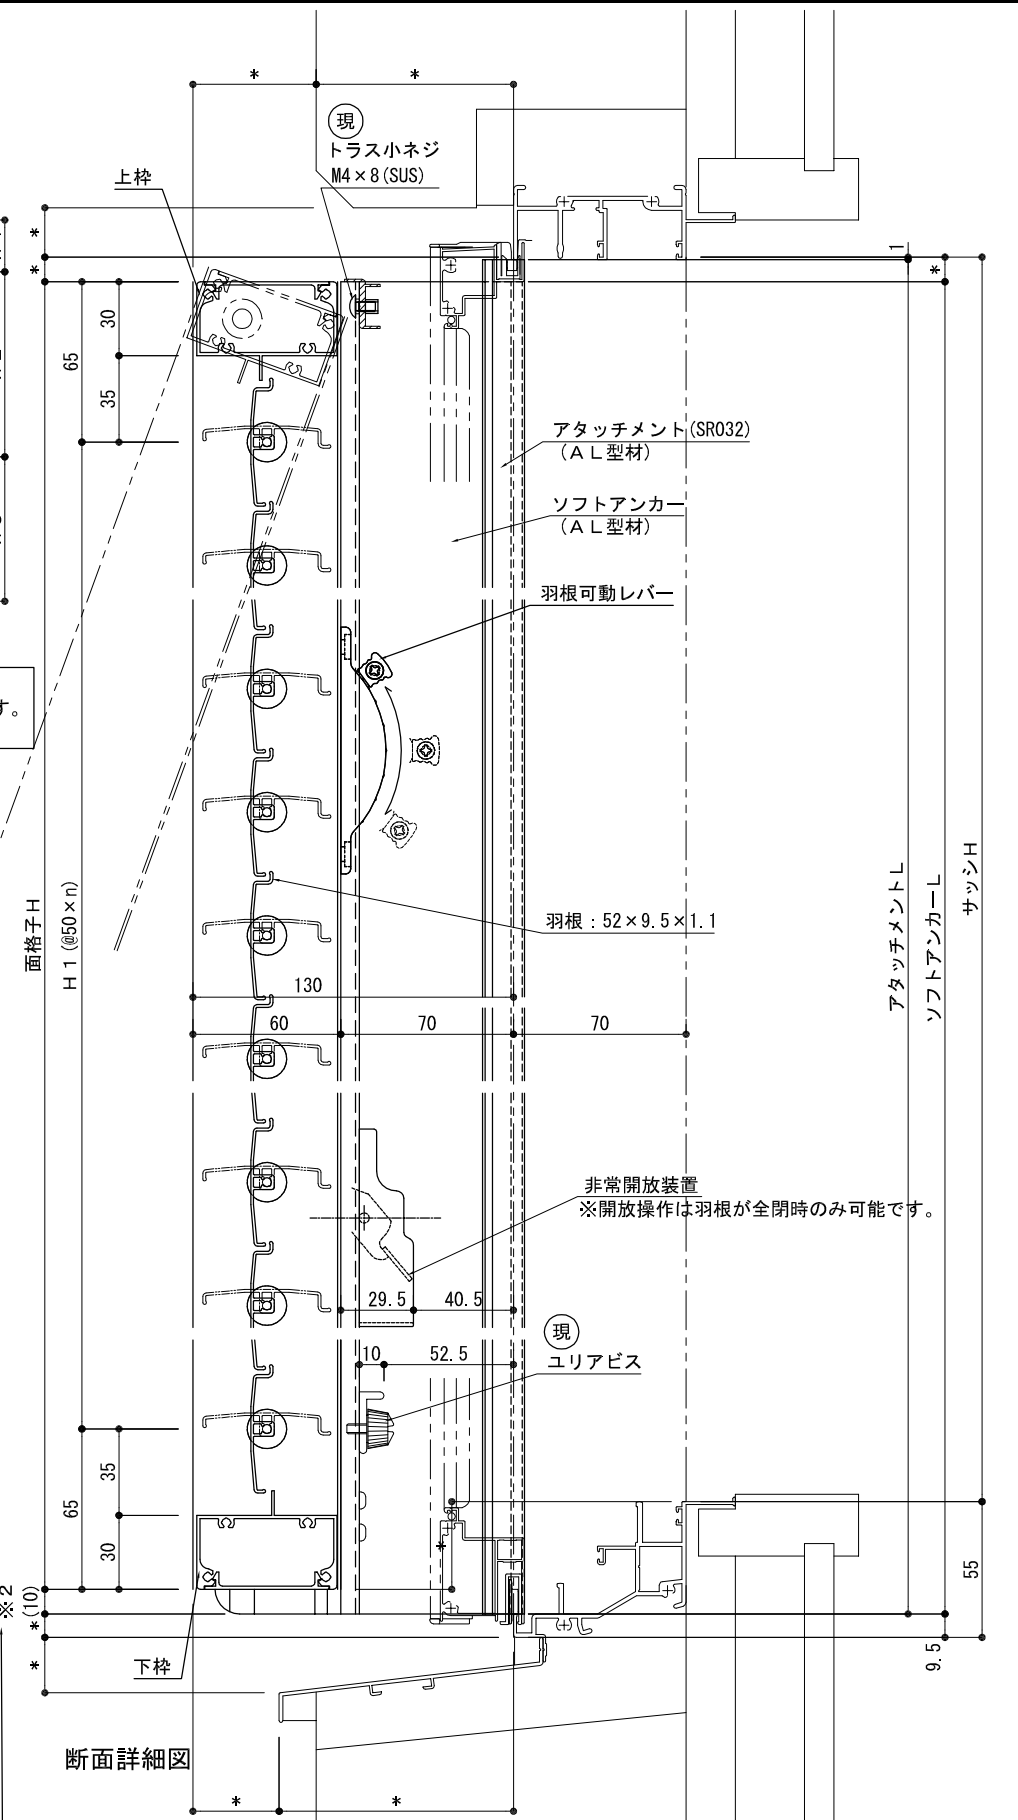 *
*
現
トラス小ネジ
M4×8(SUS)
上枠
*
*
1
*
30
65
35
アタッチメント(SR032)
(AL型材)
ソフトアンカー
(AL型材)
羽根可動レバー
す。
面格子H
H1(@50×n)
羽根:52×9.5×1.1
アタッチメントL
ソフトアンカーL
サッシH
130
60
70
70
非常開放装置
※開放操作は羽根が全閉時のみ可能です。
29.5
40.5
現
ユリアビス
10
52.5
35
65
30
*
55
※2
*(10)
*
9.5
下枠
断面詳細図
*
*